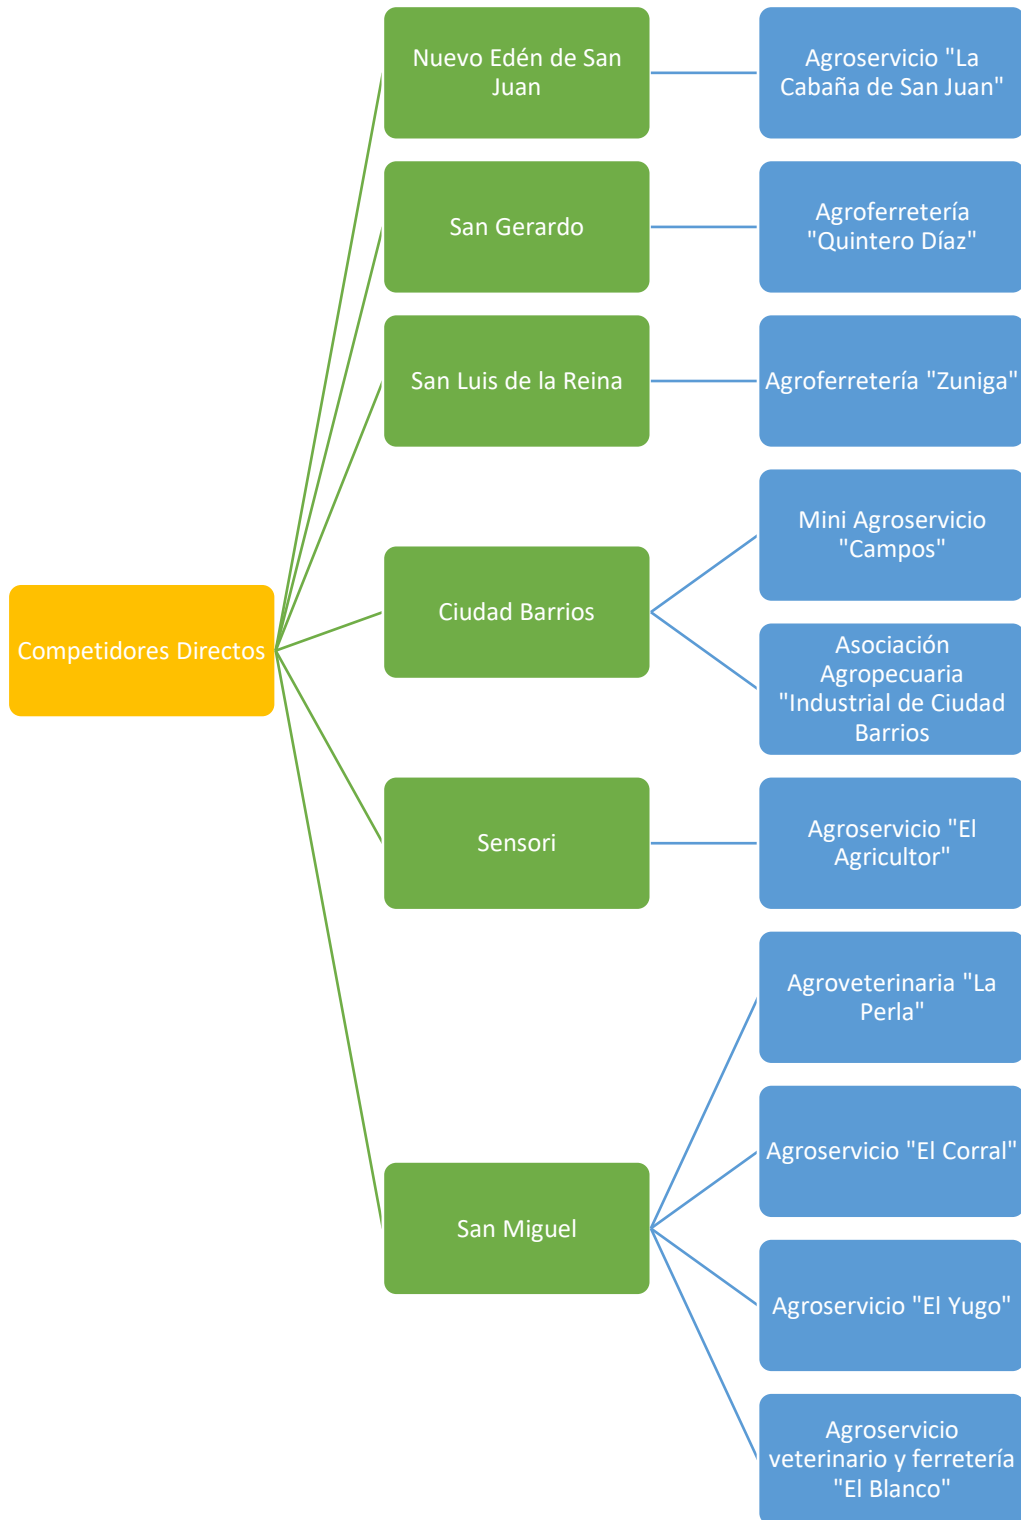 Nuevo Edén de San
Juan
Agroservicio "La
Cabaña de San Juan"
San Gerardo
Agroferretería
"Quintero Díaz"
San Luis de la Reina
Agroferretería "Zuniga"
Competidores Directos
Ciudad Barrios
Mini Agroservicio
"Campos"
Asociación
Agropecuaria
"Industrial de Ciudad
Barrios
Sensori
Agroservicio "El
Agricultor"
San Miguel
Agroveterinaria "La
Perla"
Agroservicio "El Corral"
Agroservicio "El Yugo"
Agroservicio
veterinario y ferretería
"El Blanco"